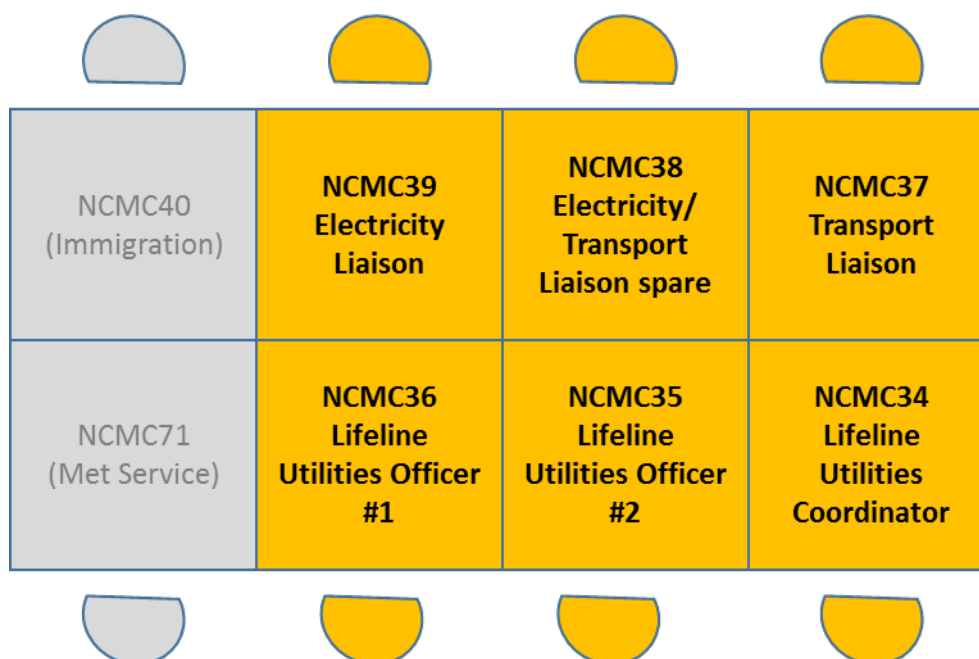 NCMC40
(Immigration)
NCMC39
Electricity
Liaison
NCMC38
Electricity/
Transport
Liaison spare
NCMC37
Transport
Liaison
NCMC71
(Met Service)
NCMC36
Lifeline
Utilities Officer
#1
NCMC35
Lifeline
Utilities Officer
#2
NCMC34
Lifeline
Utilities
Coordinator